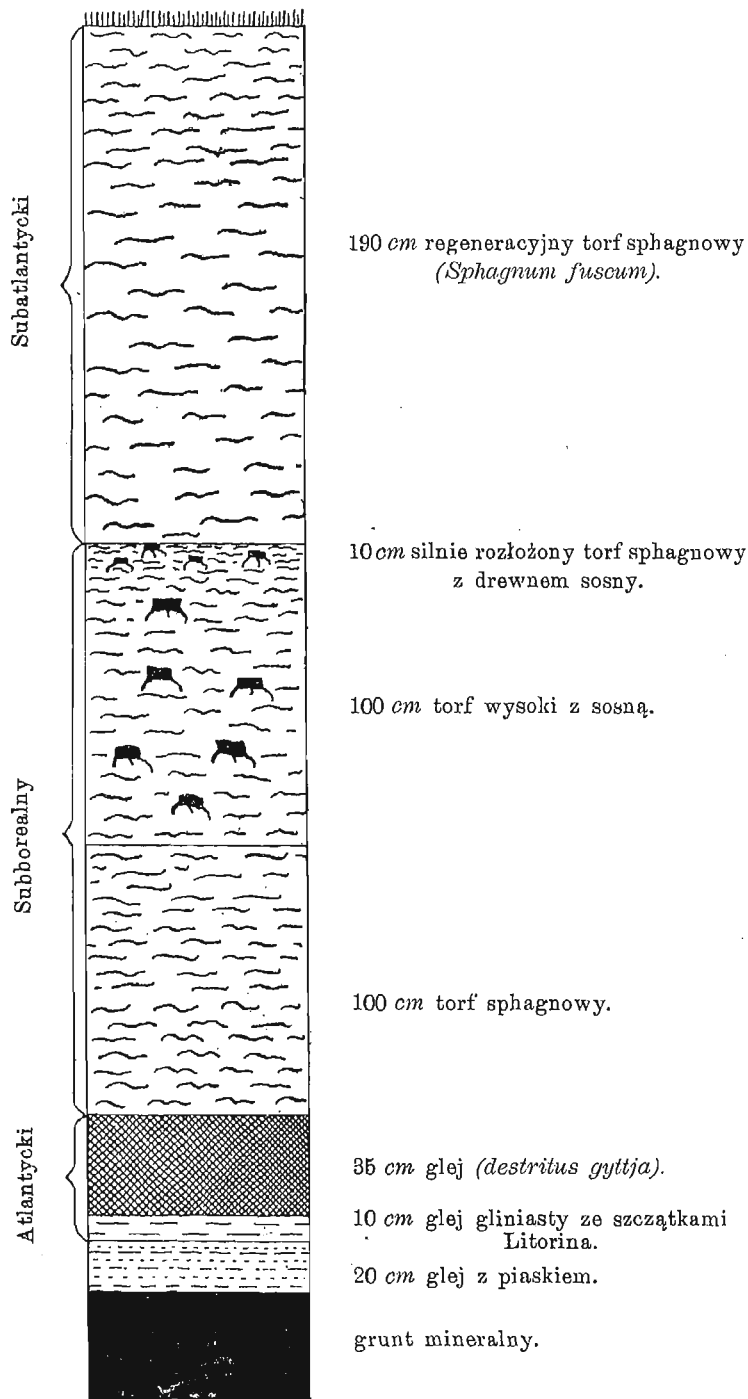 Subatlantycki
190 cm regeneracyjny torf sphagnowy
(Sphagnum fuscum).
Subborealny
10 cm silnie rozłożony torf sphagnowy
z drewnem sosny.
100 cm torf wysoki z sosną.
100 cm torf sphagnowy.
Atlantycki
35 cm glej (destritus gyttja).
10 cm glej gliniasty ze szczątkami
Litorina.
20 cm glej z piaskiem.
grunt mineralny.